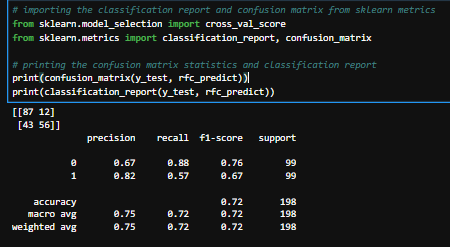 # importing the classification report and confusion matrix from sklearn metrics
from sklearn.model_selection import cross_val_score
from sklearn.metrics import classification_report, confusion_matrix
# printing the confusion matrix statistics and classification report
print(confusion_matrix(y_test, rfc_predict))
print(classification_report(y_test, rfc_predict))
[[87 12]
[43 56]]
precision recall f1-score support
0 0.67 0.88 0.76 99
1 0.82 0.57 0.67 99
accuracy 0.72 198
macro avg 0.75 0.72 0.72 198
weighted avg 0.75 0.72 0.72 198